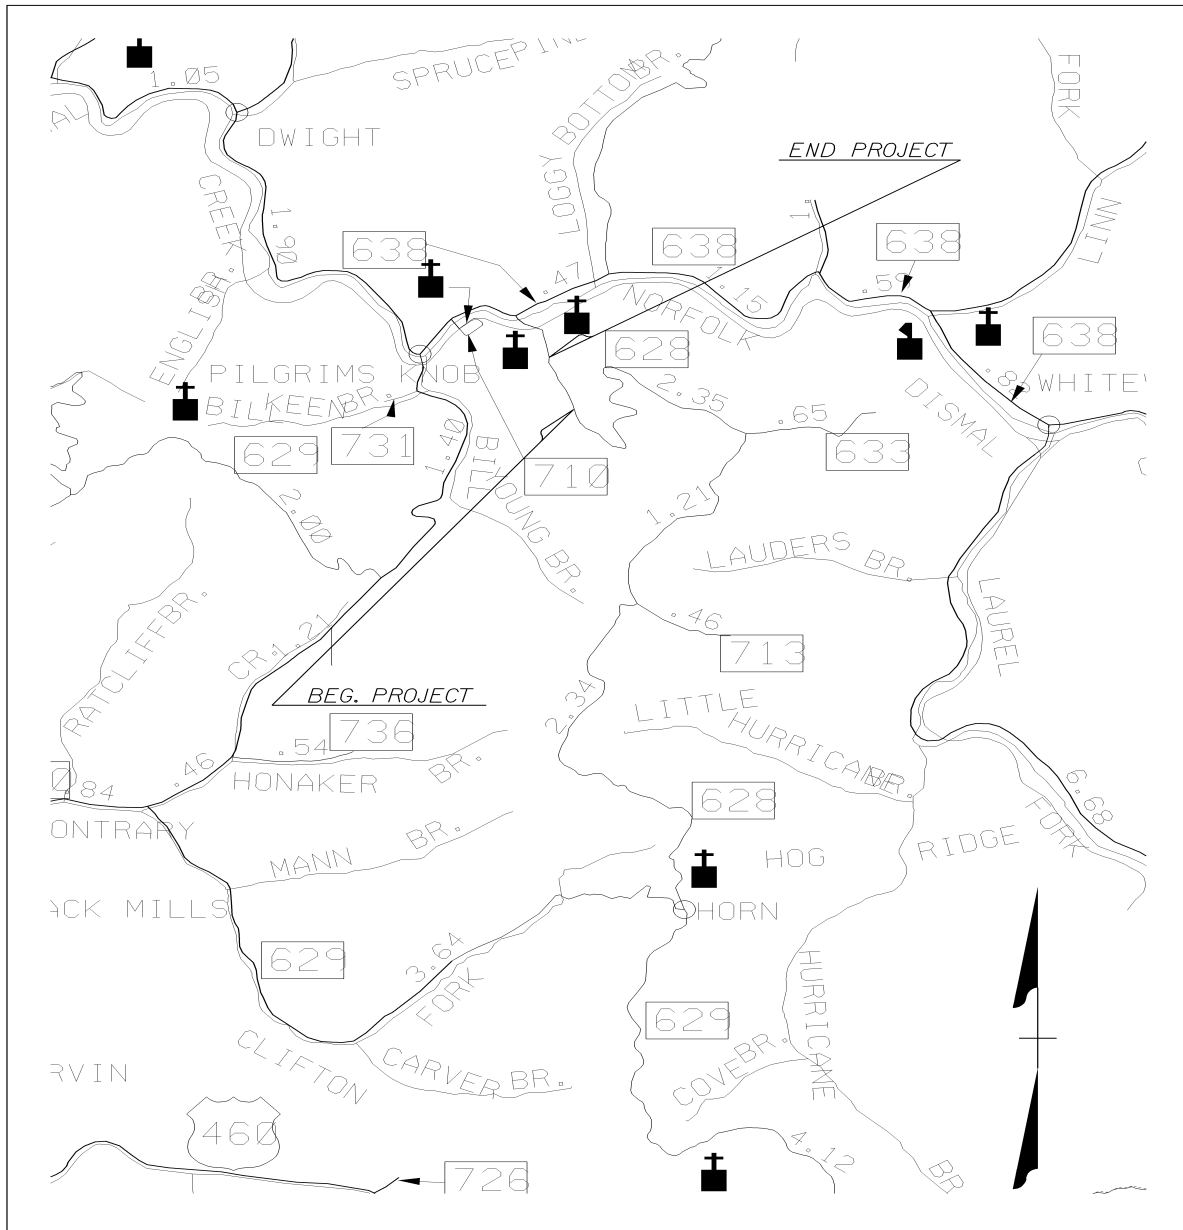 1.05
SPRUCEPINE
FORK
DWIGHT
LOGGY BOTTOM BR.
END PROJECT
CREEK
1.90
LINN
638
638
638
.47
1.15
NORFOLK
638
ENGLISH BR.
628
PILGRIMS KNOB
.82
WHITEW
BILL KEEN BR.
2.35
DISMAL
629
731
1.40
.65
633
BILL YOUNG BR.
710
2.00
1.21
LAUDERS BR.
LAUREL
RATCLIFF BR.
CR.
1.21
.46
713
BEG. PROJECT
736
2.34
LITTLE HURRICANE BR.
.54
.46
HONAKER BR.
.84
628
6.68
FORK
ONTRARY
MANN BR.
HOG
RIDGE
ACK MILLS
HORN
629
3.64
FORK
629
HURRICANE
CLIFTON
CARVER BR.
COVE BR.
RVIN
460
4.12
BR
726